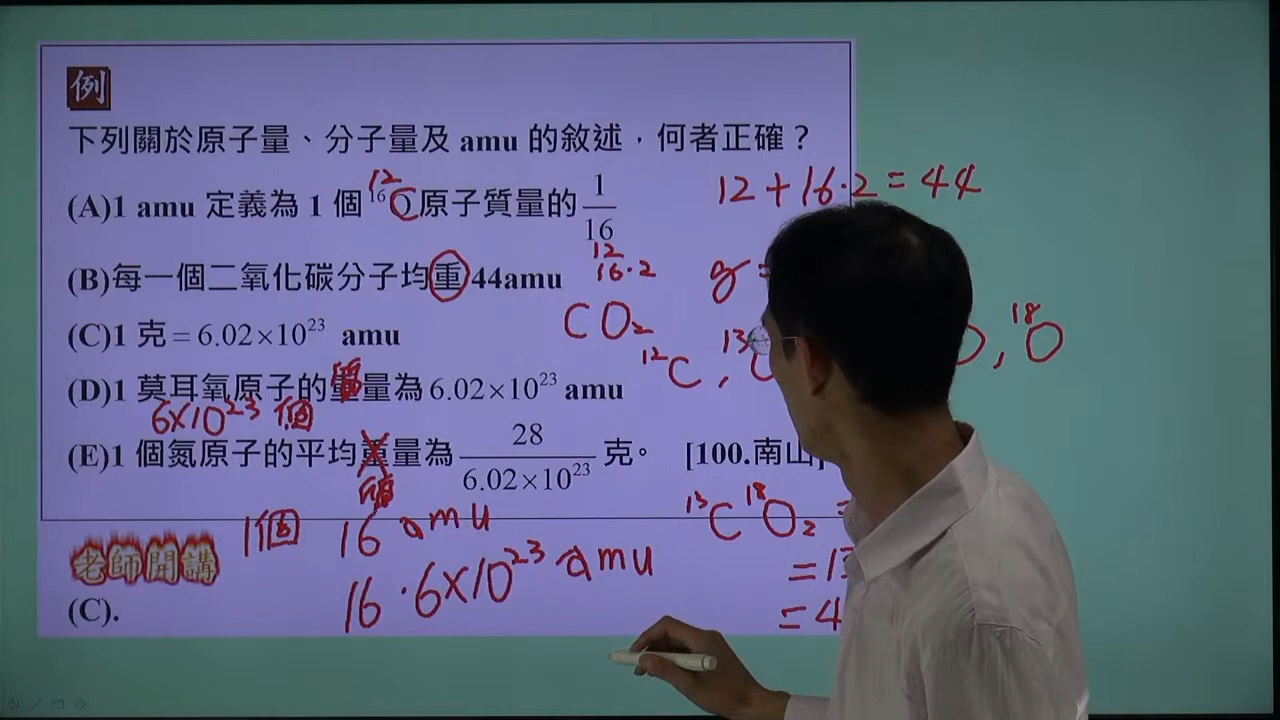 例
下列關於原子量、分子量及 amu 的敘述，何者正確？
12
(A)1 amu 定義為 1 個 16O 原子質量的 1/16
C
12+16·2=44
(B)每一個二氧化碳分子均重 44amu
12
16·2
g=
CO2
(C)1 克 = 6.02×10^23 amu
12C, 13 O, 18O
(D)1 莫耳氧原子的重量為 6.02×10^23 amu
質
6×10^23 個
(E)1 個氮原子的平均重量為 28/6.02×10^23 克。 [100.南山]
質
13C18O2 =
=13
=4
1個 16 amu
16·6×10^23 amu
老師開講
(C).